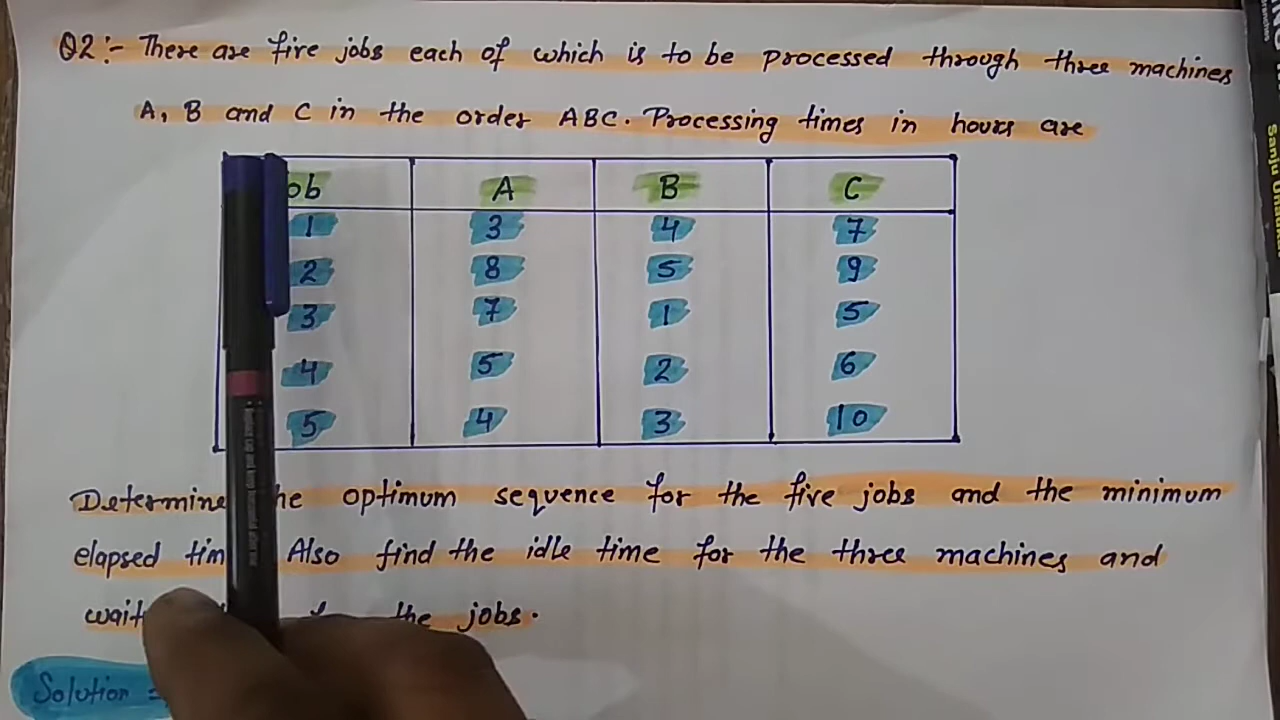 Q2:- There are five jobs each of which is to be processed through three machines
A, B and C in the order ABC. Processing times in hours are
ob A B C
1 3 4 7
2 8 5 9
3 7 1 5
4 5 2 6
5 4 3 10
Determine the optimum sequence for the five jobs and the minimum
elapsed tim Also find the idle time for the three machines and
wait the jobs.
Solution
Sanju